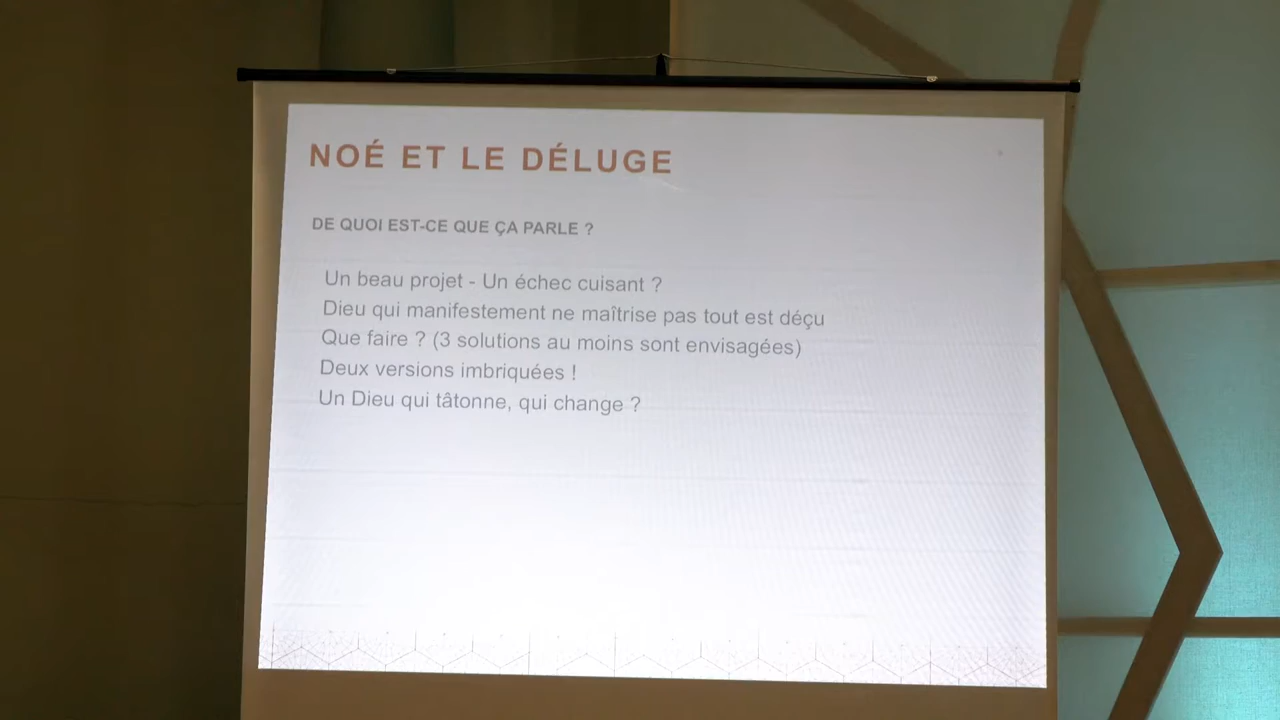 NOÉ ET LE DÉLUGE
DE QUOI EST-CE QUE ÇA PARLE ?
Un beau projet - Un échec cuisant ?
Dieu qui manifestement ne maîtrise pas tout est déçu
Que faire ? (3 solutions au moins sont envisagées)
Deux versions imbriquées !
Un Dieu qui tâtonne, qui change ?